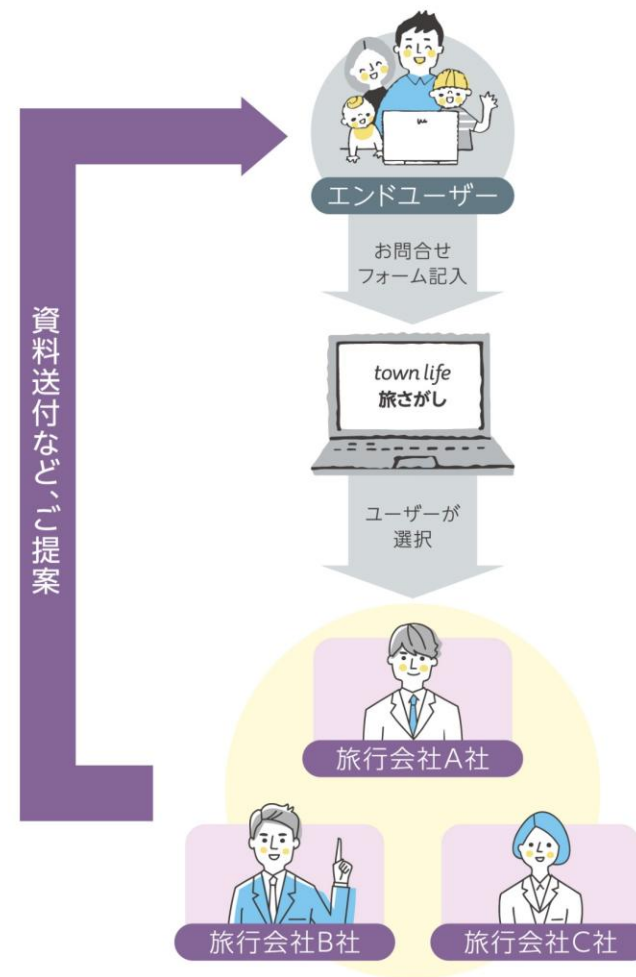 エンドユーザー
お問合せ
フォーム記入
town life
旅さがし
ユーザーが
選択
旅行会社A社
旅行会社B社
旅行会社C社
資料送付など、ご提案